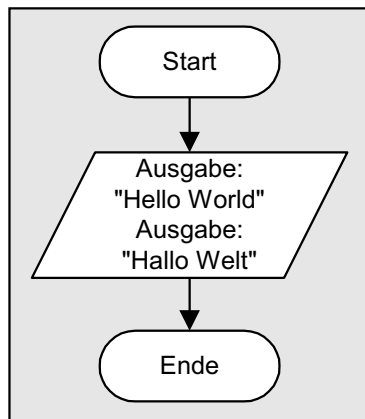 Start
Ausgabe:
"Hello World"
Ausgabe:
"Hallo Welt"
Ende